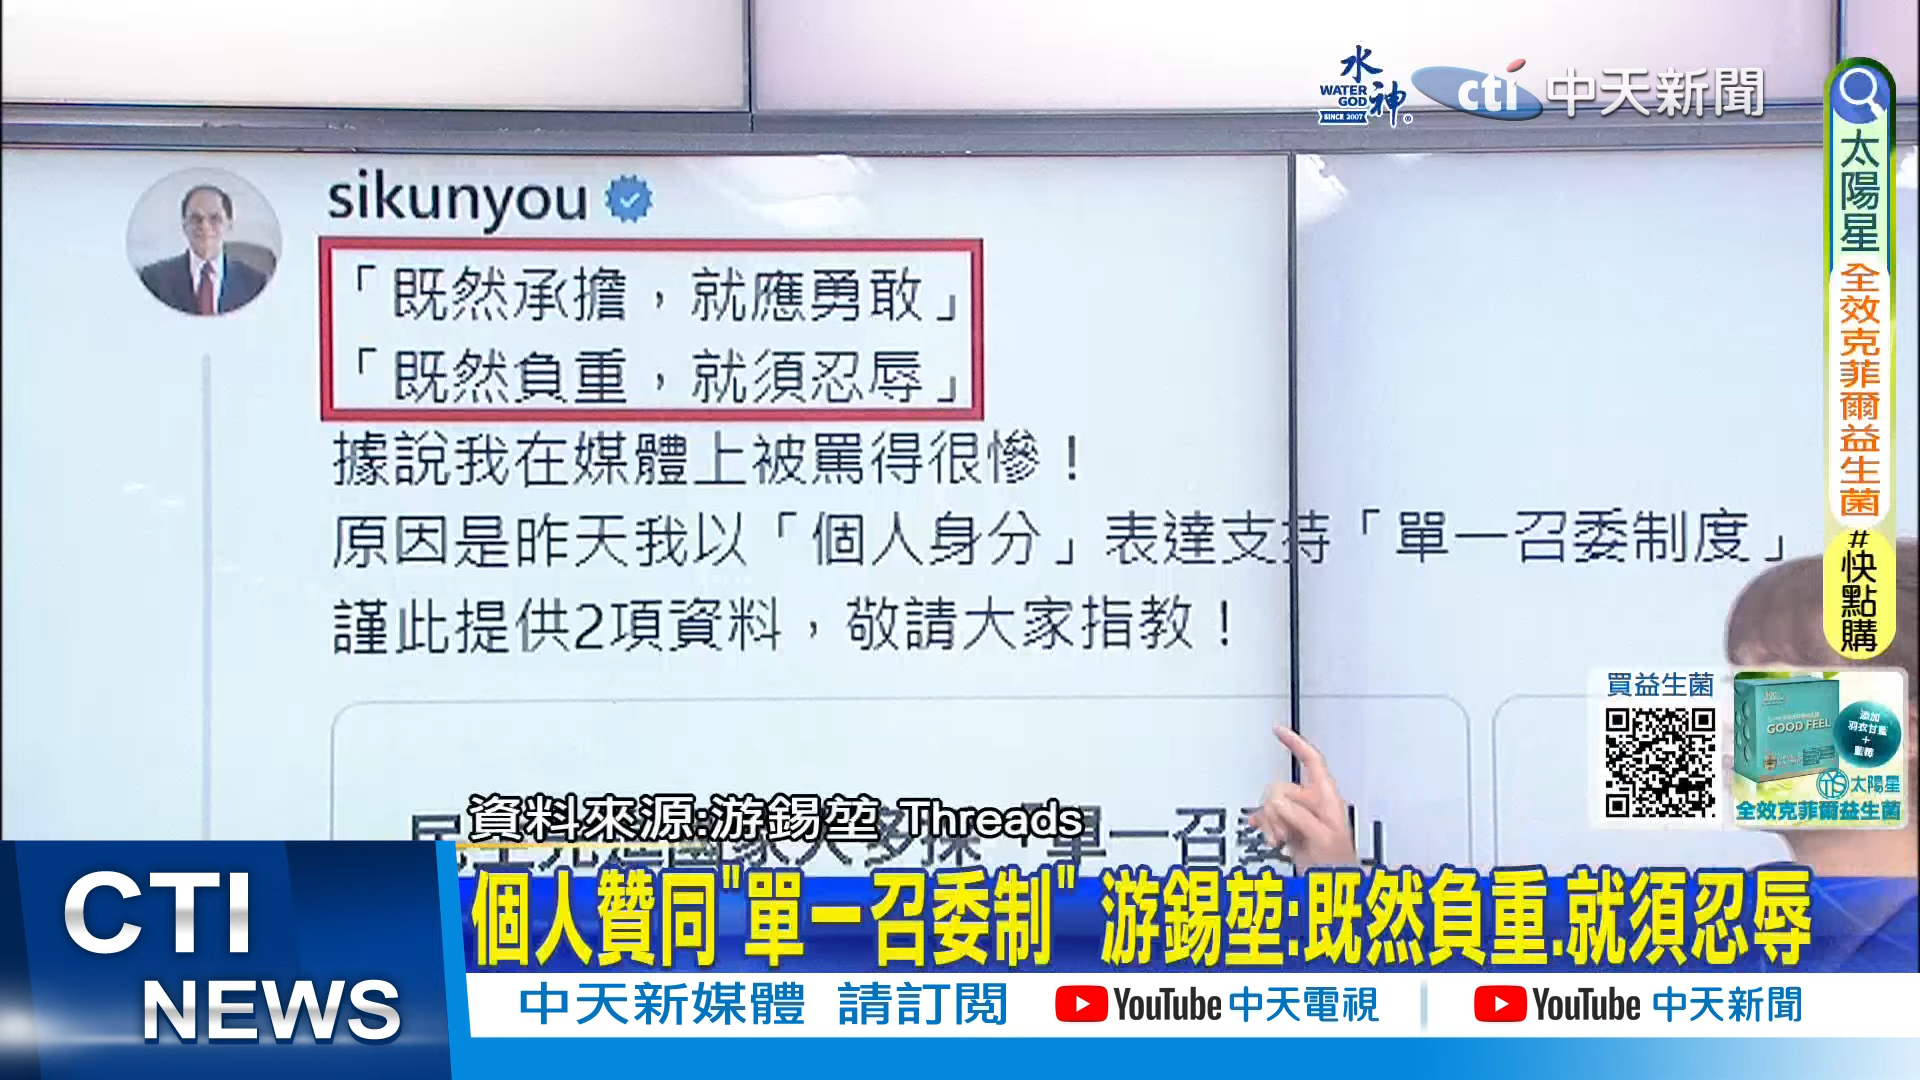 水神
WATER GOD
SINCE 2007
cti 中天新聞
sikunyou
「既然承擔，就應勇敢」
「既然負重，就須忍辱」
據說我在媒體上被罵得很慘！
原因是昨天我以「個人身分」表達支持「單一召委制度」
謹此提供2項資料，敬請大家指教！
資料來源:游錫堃 Threads
個人贊同"單一召委制" 游錫堃:既然負重.就須忍辱
CTI NEWS
中天新媒體 請訂閱 YouTube 中天電視 YouTube 中天新聞
太陽星
全效克菲爾益生菌
#快點購
買益生菌
GOOD FEEL
添加
羽衣甘藍
+
藍莓
太陽星
全效克菲爾益生菌